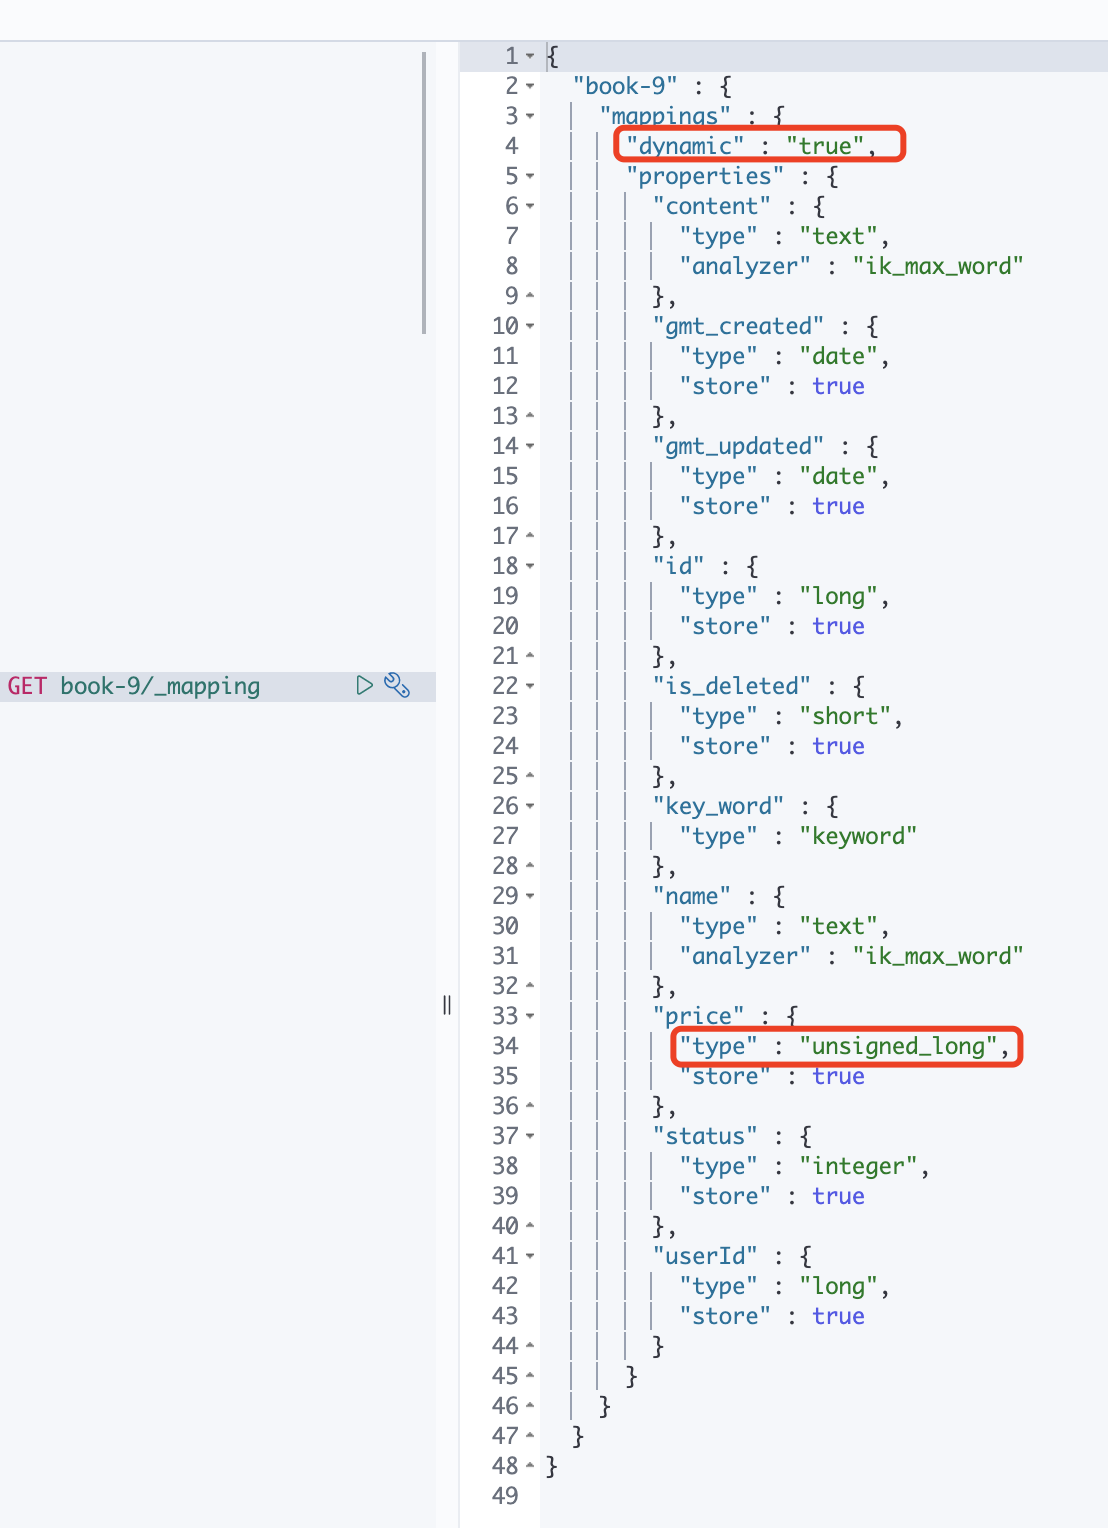 GET book-9/_mapping
1 {
2 "book-9" : {
3 "mappings" : {
4 "dynamic" : "true",
5 "properties" : {
6 "content" : {
7 "type" : "text",
8 "analyzer" : "ik_max_word"
9 },
10 "gmt_created" : {
11 "type" : "date",
12 "store" : true
13 },
14 "gmt_updated" : {
15 "type" : "date",
16 "store" : true
17 },
18 "id" : {
19 "type" : "long",
20 "store" : true
21 },
22 "is_deleted" : {
23 "type" : "short",
24 "store" : true
25 },
26 "key_word" : {
27 "type" : "keyword"
28 },
29 "name" : {
30 "type" : "text",
31 "analyzer" : "ik_max_word"
32 },
33 "price" : {
34 "type" : "unsigned_long",
35 "store" : true
36 },
37 "status" : {
38 "type" : "integer",
39 "store" : true
40 },
41 "userId" : {
42 "type" : "long",
43 "store" : true
44 }
45 }
46 }
47 }
48 }
49